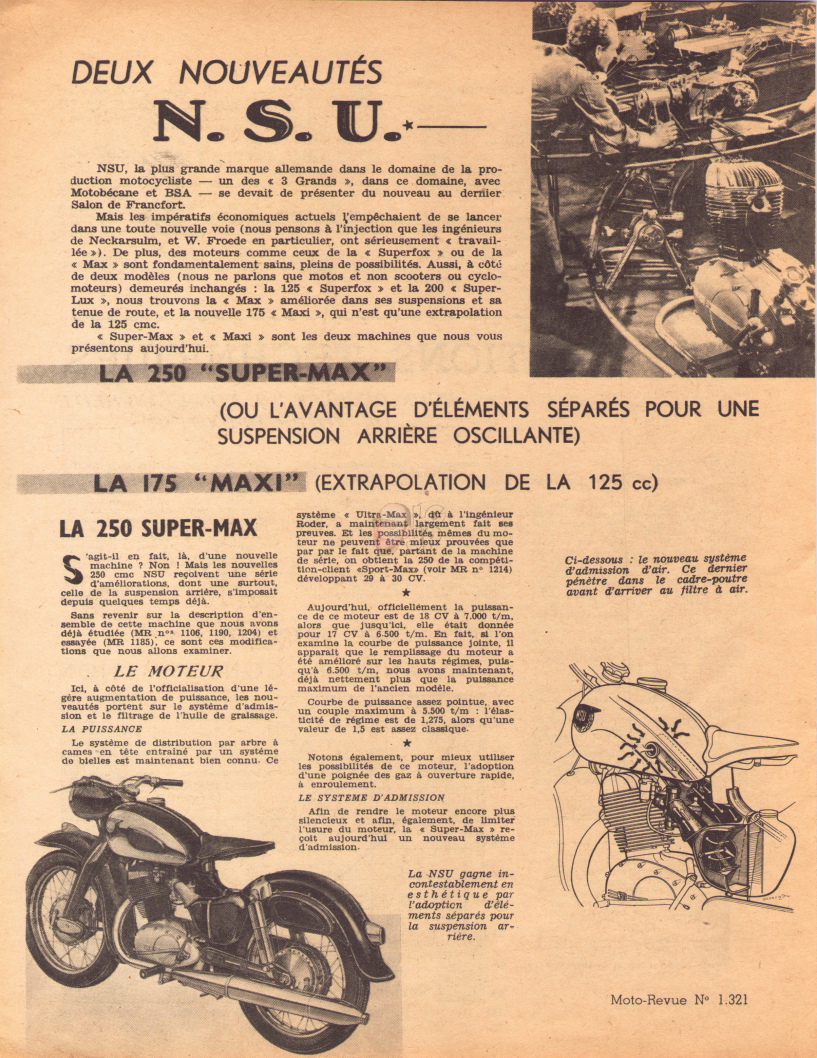 DEUX NOUVEAUTÉS
N. S. U.
NSU, la plus grande marque allemande dans le domaine de la pro-
duction motocycliste — un des « 3 Grands », dans ce domaine, avec
Motobécane et BSA — se devait de présenter du nouveau au dernier
Salon de Francfort.
Mais les impératifs économiques actuels l'empêchaient de se lancer
dans une toute nouvelle voie (nous pensons à l'injection que les ingénieurs
de Neckarsulm, et W. Froede en particulier, ont sérieusement « travail-
lée »). De plus, des moteurs comme ceux de la « Superfox » ou de la
« Max » sont fondamentalement sains, pleins de possibilités. Aussi, à côté
de deux modèles (nous ne parlons que motos et non scooters ou cyclo-
moteurs) demeurés inchangés : la 125 « Superfox » et la 200 « Super-
Lux », nous trouvons la « Max » améliorée dans ses suspensions et sa
tenue de route, et la nouvelle 175 « Maxi », qui n'est qu'une extrapolation
de la 125 cmc.
« Super-Max » et « Maxi » sont les deux machines que nous vous
présentons aujourd'hui.
LA 250 "SUPER-MAX"
(OU L'AVANTAGE D'ÉLÉMENTS SÉPARÉS POUR UNE
SUSPENSION ARRIÈRE OSCILLANTE)
LA 175 "MAXI" (EXTRAPOLATION DE LA 125 cc)
LA 250 SUPER-MAX
S'agit-il en fait, là, d'une nouvelle
machine ? Non ! Mais les nouvelles
250 cmc NSU reçoivent une série
d'améliorations, dont une surtout,
celle de la suspension arrière, s'imposait
depuis quelques temps déjà.
Sans revenir sur la description d'en-
semble de cette machine que nous avons
déjà étudiée (MR nos 1106, 1190, 1204) et
essayée (MR 1185), ce sont ces modifica-
tions que nous allons examiner.
LE MOTEUR
Ici, à côté de l'officialisation d'une lé-
gère augmentation de puissance, les nou-
veautés portent sur le système d'admis-
sion et le filtrage de l'huile de graissage.
LA PUISSANCE
Le système de distribution par arbre à
cames en tête entraîné par un système
de bielles est maintenant bien connu. Ce
système « Ultra-Max », dû à l'ingénieur
Roder, a maintenant largement fait ses
preuves. Et les possibilités mêmes du mo-
teur ne peuvent être mieux prouvées que
par par le fait que, partant de la machine
de série, on obtient la 250 de la compéti-
tion-client «Sport-Max» (voir MR n° 1214)
développant 29 à 30 CV.
★
Aujourd'hui, officiellement la puissan-
ce de ce moteur est de 18 CV à 7.000 t/m,
alors que jusqu'ici, elle était donnée
pour 17 CV à 6.500 t/m. En fait, si l'on
examine la courbe de puissance jointe, il
apparaît que le remplissage du moteur a
été amélioré sur les hauts régimes, puis-
qu'à 6.500 t/m, nous avons maintenant,
déjà nettement plus que la puissance
maximum de l'ancien modèle.
Courbe de puissance assez pointue, avec
un couple maximum à 5.500 t/m : l'élas-
ticité de régime est de 1,275, alors qu'une
valeur de 1,5 est assez classique.
★
Notons également, pour mieux utiliser
les possibilités de ce moteur, l'adoption
d'une poignée des gaz à ouverture rapide,
à enroulement.
LE SYSTEME D'ADMISSION
Afin de rendre le moteur encore plus
silencieux et afin, également, de limiter
l'usure du moteur, la « Super-Max » re-
çoit aujourd'hui un nouveau système
d'admission.
Ci-dessous : le nouveau système
d'admission d'air. Ce dernier
pénètre dans le cadre-poutre
avant d'arriver au filtre à air.
La NSU gagne in-
contestablement en
esthétique par
l'adoption d'élé-
ments séparés pour
la suspension ar-
rière.
Moto-Revue N° 1.321